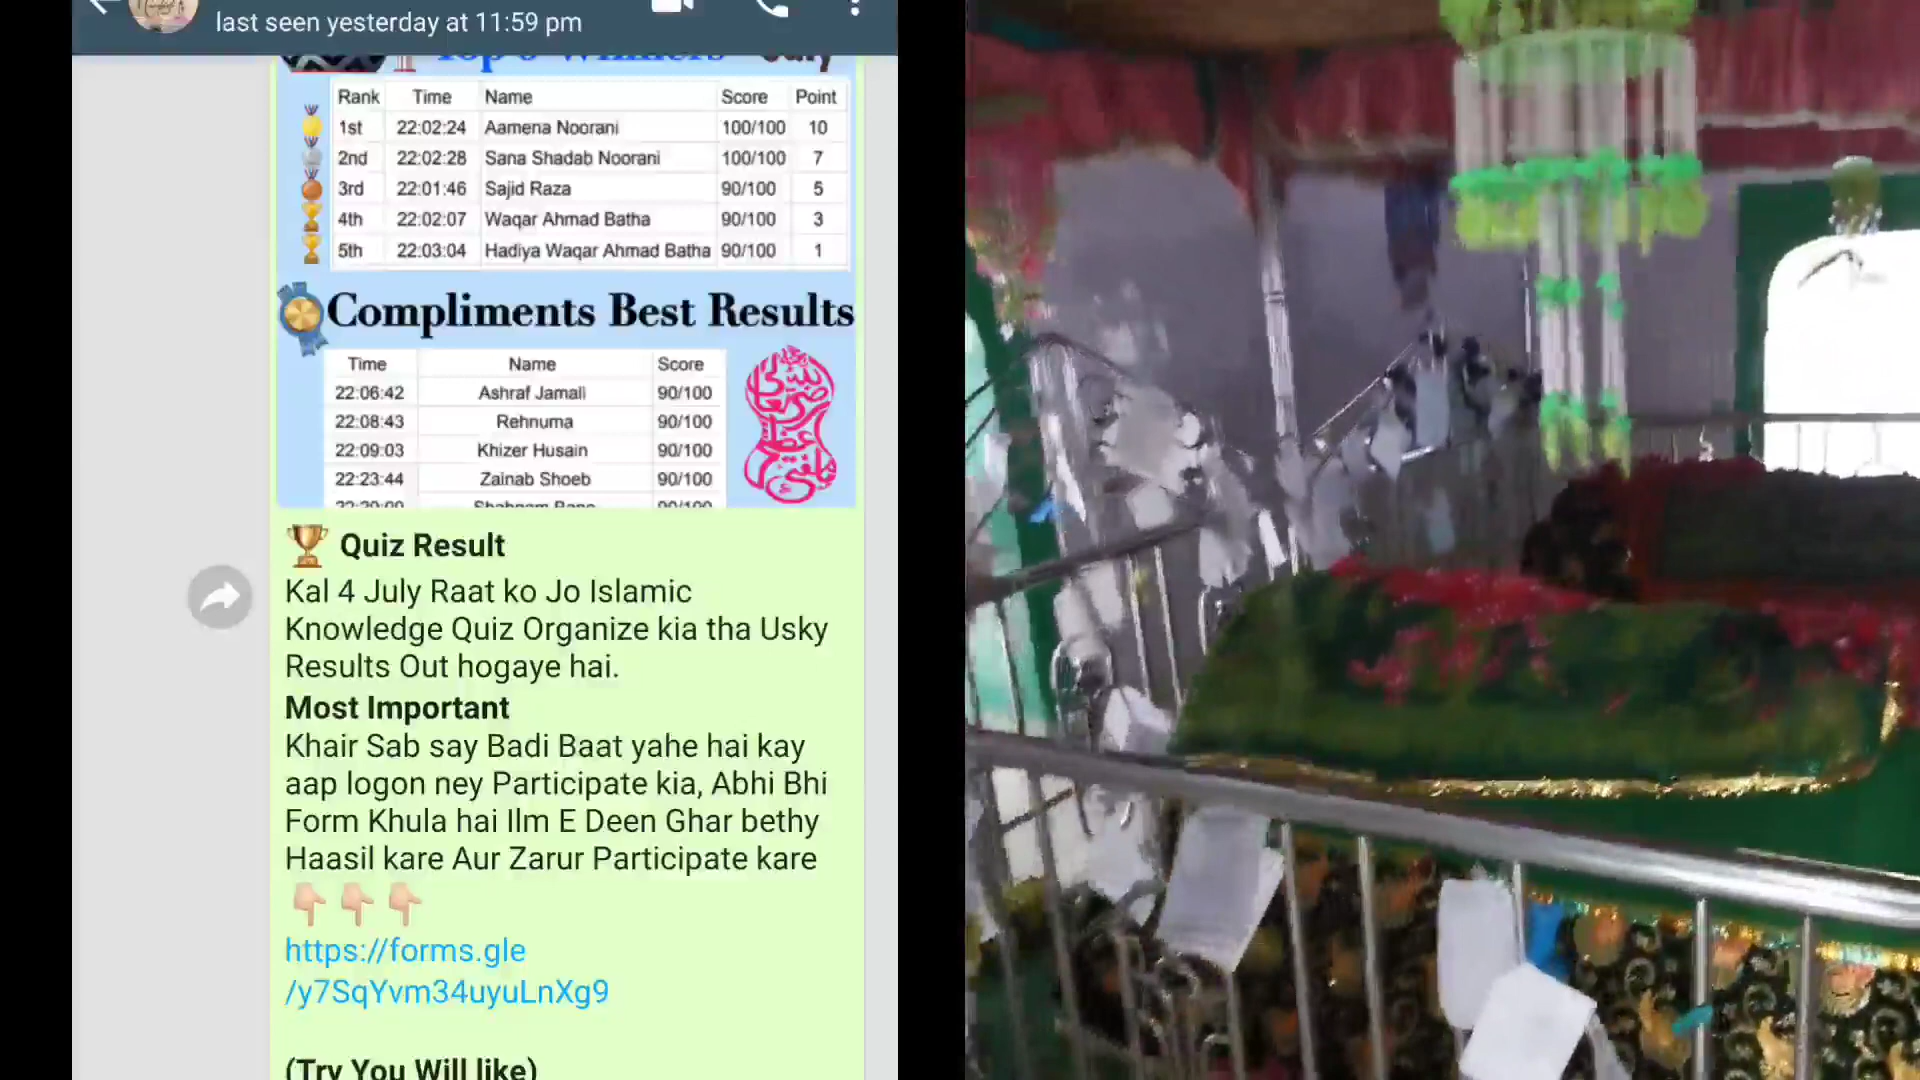 last seen yesterday at 11:59 pm
Top 5 Winners July
Rank Time Name Score Point
1st 22:02:24 Aamena Noorani 100/100 10
2nd 22:02:28 Sana Shadab Noorani 100/100 7
3rd 22:01:46 Sajid Raza 90/100 5
4th 22:02:07 Waqar Ahmad Batha 90/100 3
5th 22:03:04 Hadiya Waqar Ahmad Batha 90/100 1
Compliments Best Results
Time Name Score
22:06:42 Ashraf Jamali 90/100
22:08:43 Rehnuma 90/100
22:09:03 Khizer Husain 90/100
22:23:44 Zainab Shoeb 90/100
🏆 Quiz Result
Kal 4 July Raat ko Jo Islamic
Knowledge Quiz Organize kia tha Usky
Results Out hogaye hai.
Most Important
Khair Sab say Badi Baat yahe hai kay
aap logon ney Participate kia, Abhi Bhi
Form Khula hai Ilm E Deen Ghar bethy
Haasil kare Aur Zarur Participate kare
👇🏻👇🏻👇🏻
https://forms.gle
/y7SqYvm34uyuLnXg9
(Try You Will like)